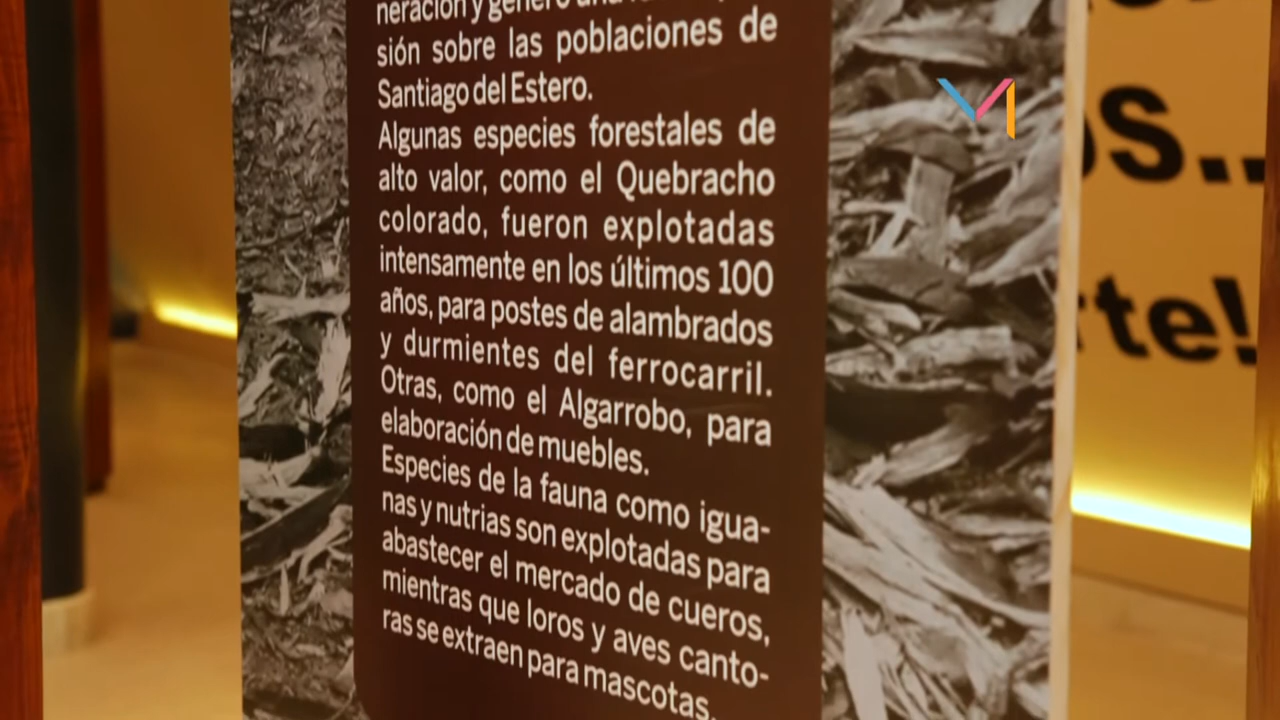 neración y género una
sión sobre las poblaciones de
Santiago del Estero.
Algunas especies forestales de
alto valor, como el Quebracho
colorado, fueron explotadas
intensamente en los últimos 100
años, para postes de alambrados
y durmientes del ferrocarril.
Otras, como el Algarrobo, para
elaboración de muebles.
Especies de la fauna como igua-
nas y nutrias son explotadas para
abastecer el mercado de cueros,
mientras que loros y aves canto-
ras se extraen para mascotas.
os...
rte!